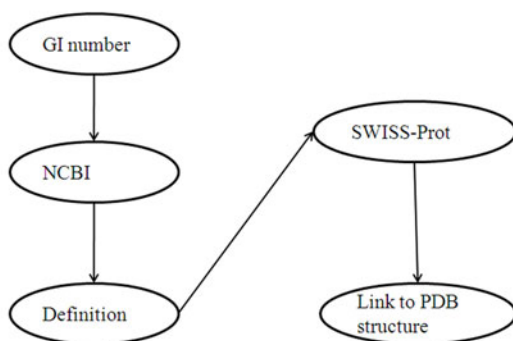 GI number
NCBI
Definition
SWISS-Prot
Link to PDB
structure